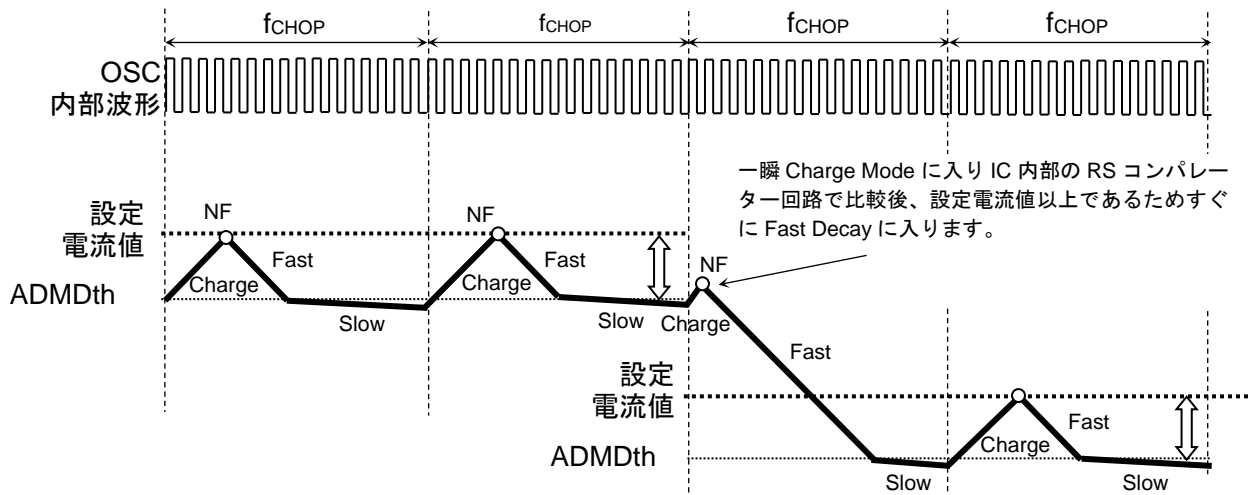 fCHOP fCHOP fCHOP fCHOP
OSC
内部波形
一瞬 Charge Mode に入り IC 内部の RS コンパレー
ター回路で比較後、設定電流値以上であるためすぐ
に Fast Decay に入ります。
設定
電流値
NF
NF
Fast
Fast
Charge
Charge
ADMDth
Slow
Slow
NF
Charge
Fast
設定
電流値
Fast
Charge
ADMDth
Slow
Slow